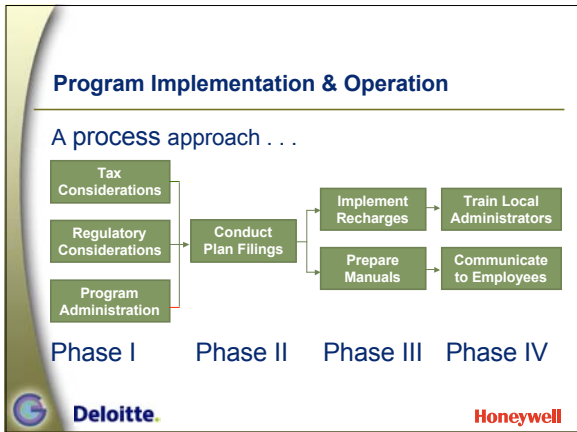 Program Implementation & Operation
A process approach . . .
Tax
Considerations
Regulatory
Considerations
Program
Administration
Conduct
Plan Filings
Implement
Recharges
Prepare
Manuals
Train Local
Administrators
Communicate
to Employees
Phase I
Phase II
Phase III
Phase IV
G
Deloitte.
Honeywell